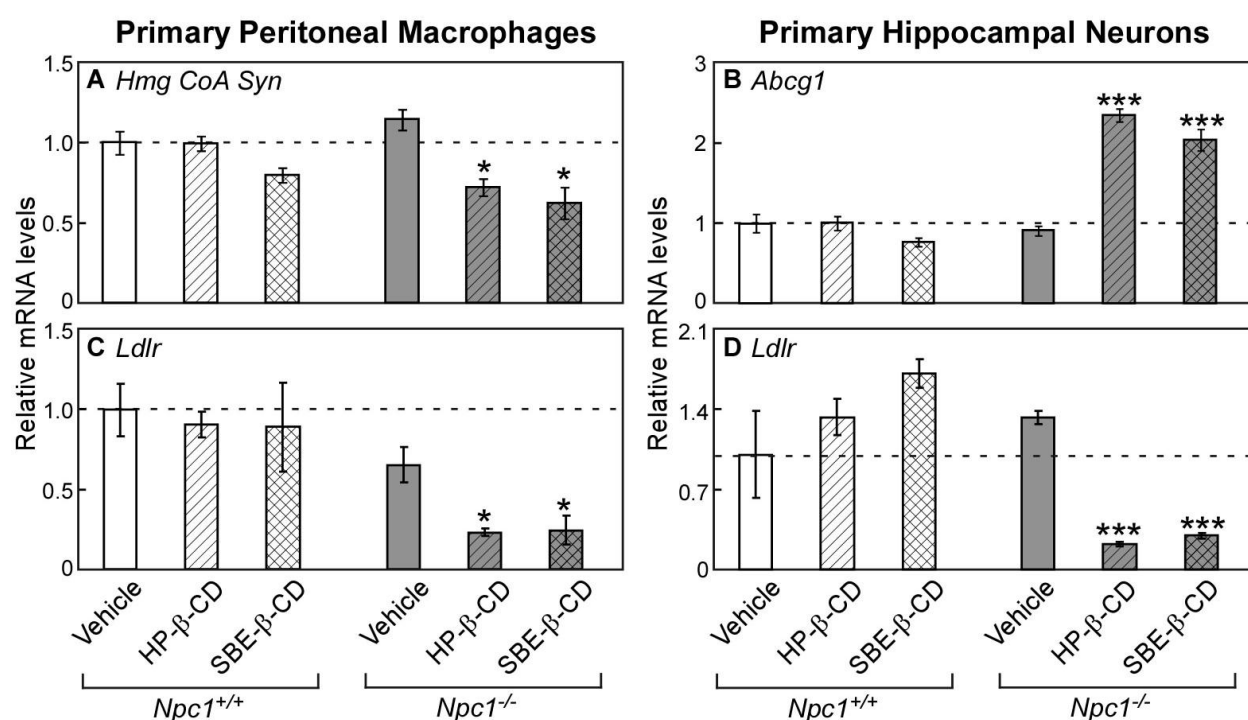 Primary Peritoneal Macrophages
Primary Hippocampal Neurons
Relative mRNA levels
A Hmg CoA Syn
1.5
1.0
0.5
0
*
*
C Ldlr
1.5
1.0
0.5
0
*
*
Vehicle
HP-β-CD
SBE-β-CD
Vehicle
HP-β-CD
SBE-β-CD
Npc1+/+
Npc1-/-
Relative mRNA levels
B Abcg1
3
2
1
0
***
***
D Ldlr
2.1
1.4
0.7
0
***
***
Vehicle
HP-β-CD
SBE-β-CD
Vehicle
HP-β-CD
SBE-β-CD
Npc1+/+
Npc1-/-